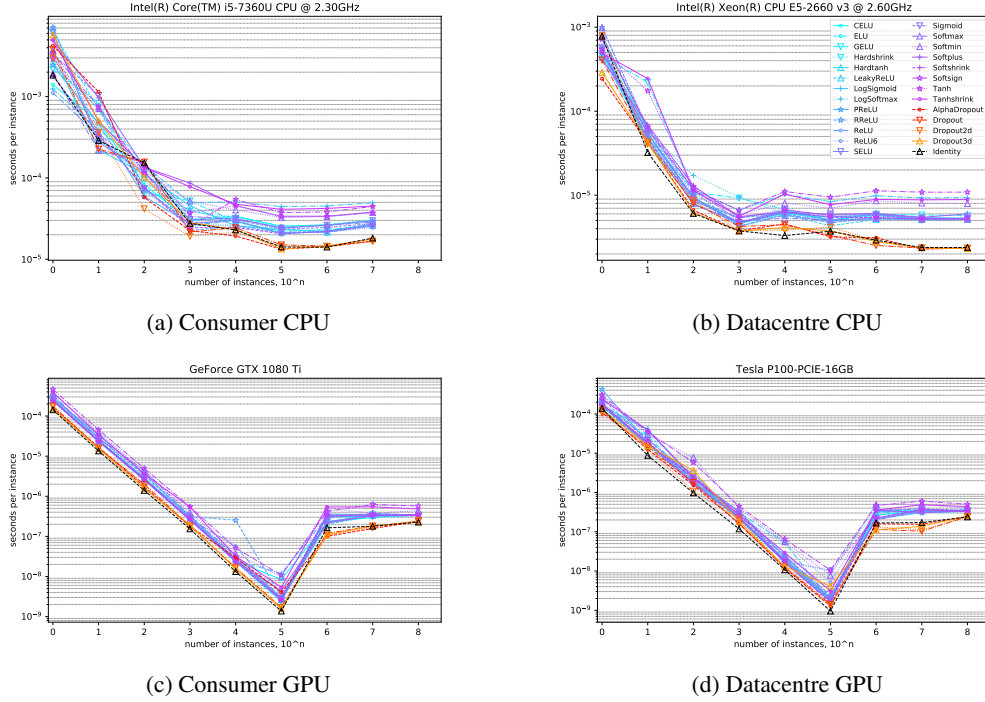 Intel(R) Core(TM) i5-7360U CPU @ 2.30GHz
seconds per instance
10^-3
10^-4
10^-5
0 1 2 3 4 5 6 7 8
number of instances, 10^n
(a) Consumer CPU
Intel(R) Xeon(R) CPU E5-2660 v3 @ 2.60GHz
seconds per instance
10^-3
10^-4
10^-5
CELU
ELU
GELU
Hardshrink
Hardtanh
LeakyReLU
LogSigmoid
LogSoftmax
PReLU
RReLU
ReLU
ReLU6
SELU
Sigmoid
Softmax
Softmin
Softplus
Softshrink
Softsign
Tanh
Tanhshrink
AlphaDropout
Dropout
Dropout2d
Dropout3d
Identity
0 1 2 3 4 5 6 7 8
number of instances, 10^n
(b) Datacentre CPU
GeForce GTX 1080 Ti
seconds per instance
10^-4
10^-5
10^-6
10^-7
10^-8
10^-9
0 1 2 3 4 5 6 7 8
number of instances, 10^n
(c) Consumer GPU
Tesla P100-PCIE-16GB
seconds per instance
10^-4
10^-5
10^-6
10^-7
10^-8
10^-9
0 1 2 3 4 5 6 7 8
number of instances, 10^n
(d) Datacentre GPU